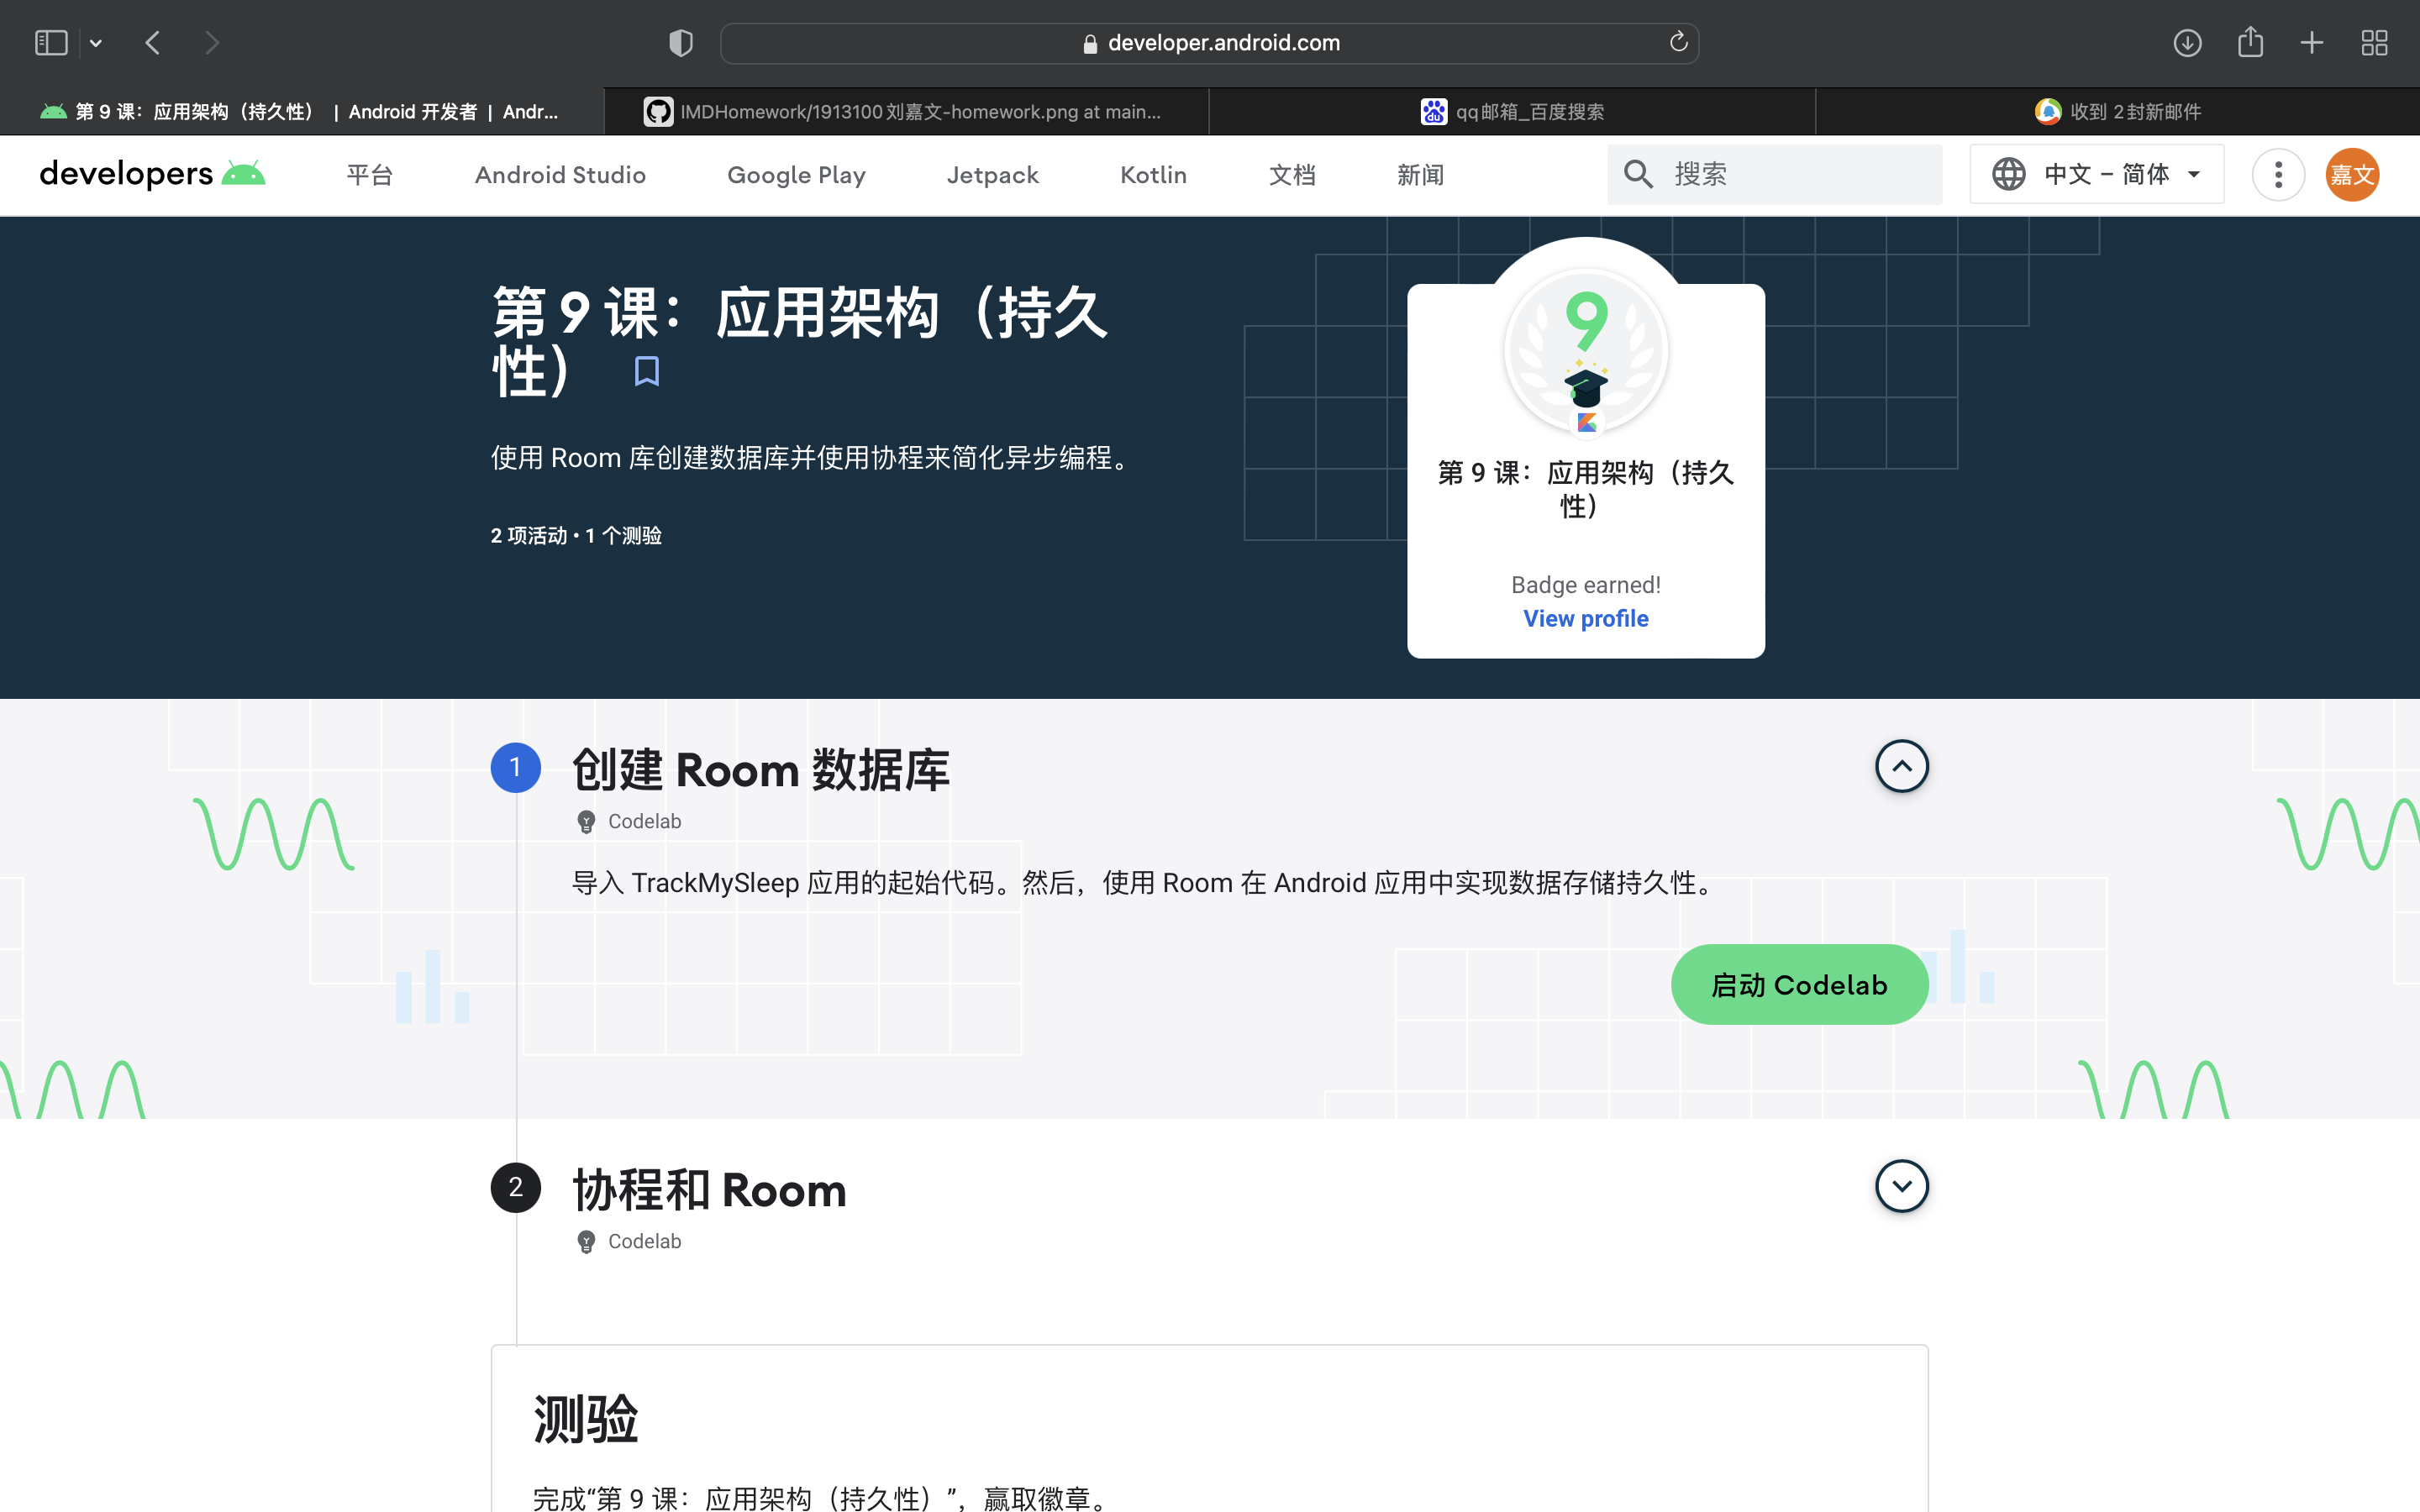 developer.android.com
第 9 课：应用架构（持久性） | Android 开发者 | Andr...
IMDHomework/1913100刘嘉文-homework.png at main...
qq邮箱_百度搜索
收到 2封新邮件
developers
平台
Android Studio
Google Play
Jetpack
Kotlin
文档
新闻
搜索
中文 – 简体
嘉文
第 9 课：应用架构（持久
性）
使用 Room 库创建数据库并使用协程来简化异步编程。
2 项活动 • 1 个测验
9
第 9 课：应用架构（持久
性）
Badge earned!
View profile
1
创建 Room 数据库
Codelab
导入 TrackMySleep 应用的起始代码。然后，使用 Room 在 Android 应用中实现数据存储持久性。
启动 Codelab
2
协程和 Room
Codelab
测验
完成“第 9 课：应用架构（持久性）”，赢取徽章。